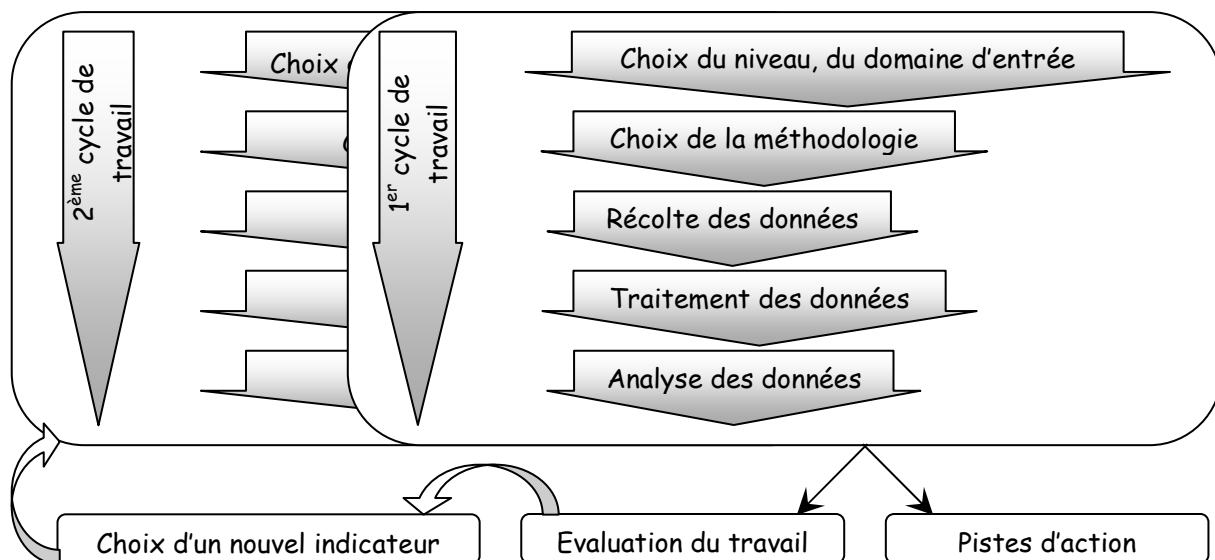 2ème cycle de
travail
Choix
1er cycle de
travail
Choix du niveau, du domaine d'entrée
Choix de la méthodologie
Récolte des données
Traitement des données
Analyse des données
Choix d'un nouvel indicateur
Evaluation du travail
Pistes d'action